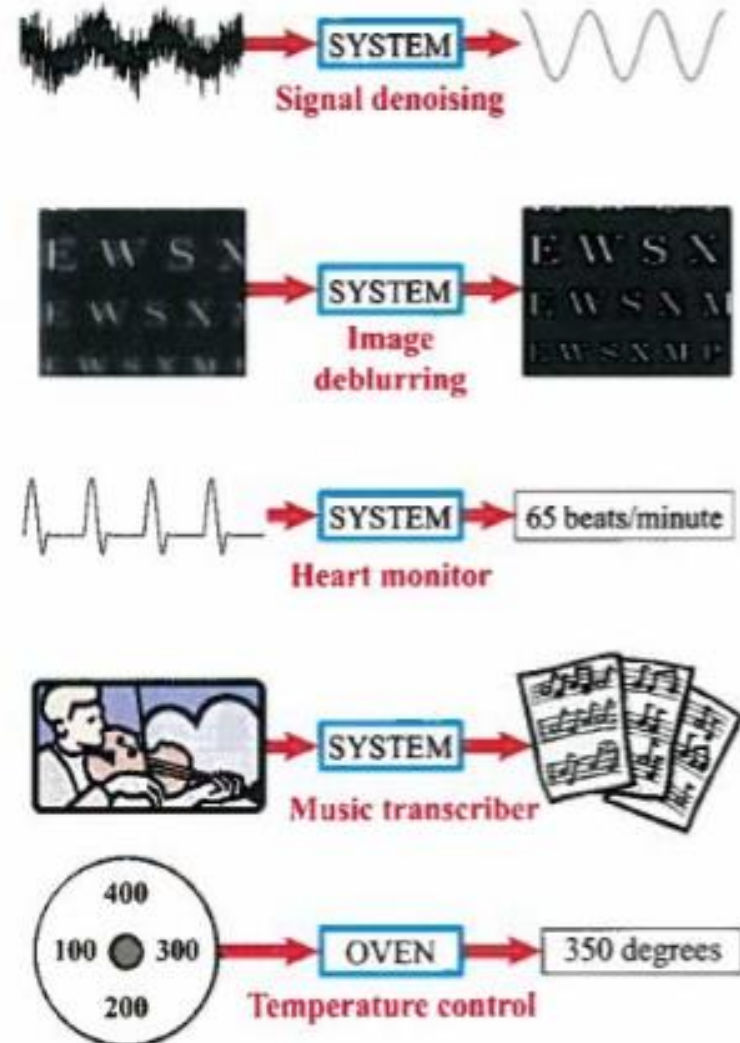 SYSTEM
Signal denoising
E W S X
E W S X
E W S X M
SYSTEM
Image
deblurring
E W S X
E W S X M
E W S X M P
SYSTEM
65 beats/minute
Heart monitor
SYSTEM
Music transcriber
400
100 300
200
OVEN
350 degrees
Temperature control